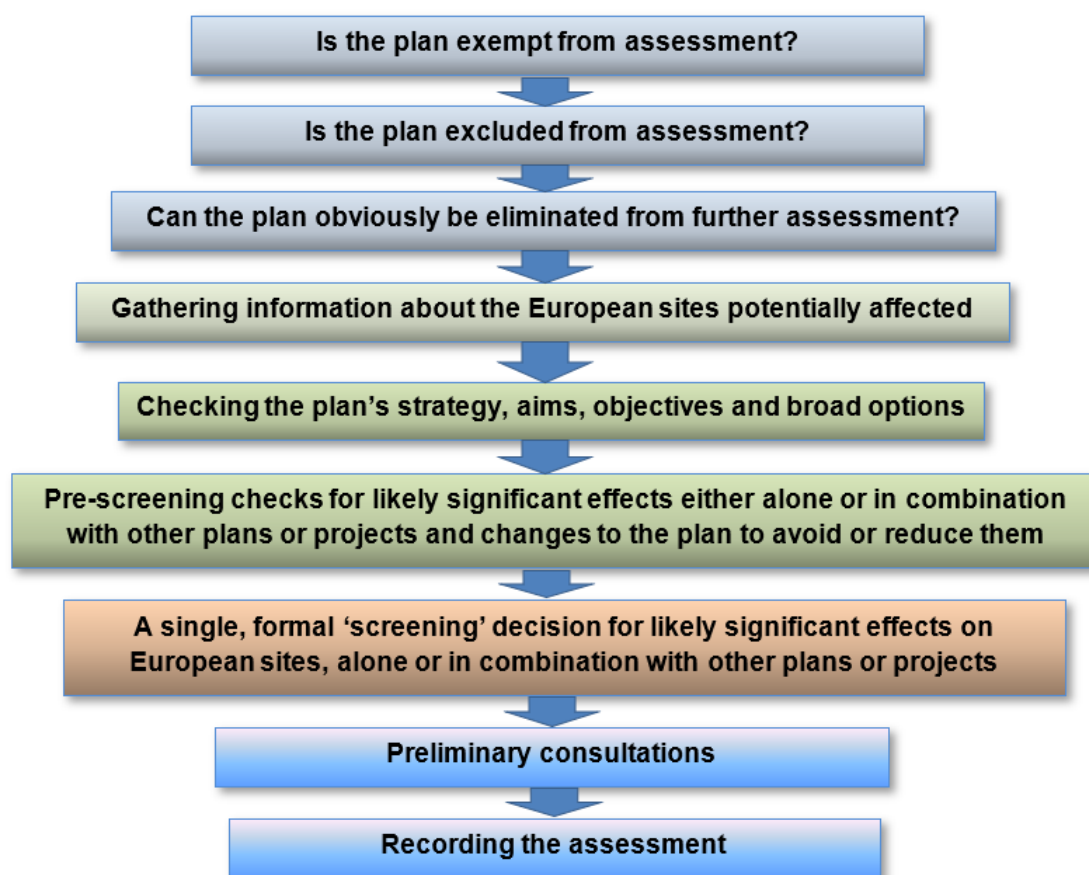 Is the plan exempt from assessment?
Is the plan excluded from assessment?
Can the plan obviously be eliminated from further assessment?
Gathering information about the European sites potentially affected
Checking the plan's strategy, aims, objectives and broad options
Pre-screening checks for likely significant effects either alone or in combination
with other plans or projects and changes to the plan to avoid or reduce them
A single, formal ‘screening’ decision for likely significant effects on
European sites, alone or in combination with other plans or projects
Preliminary consultations
Recording the assessment